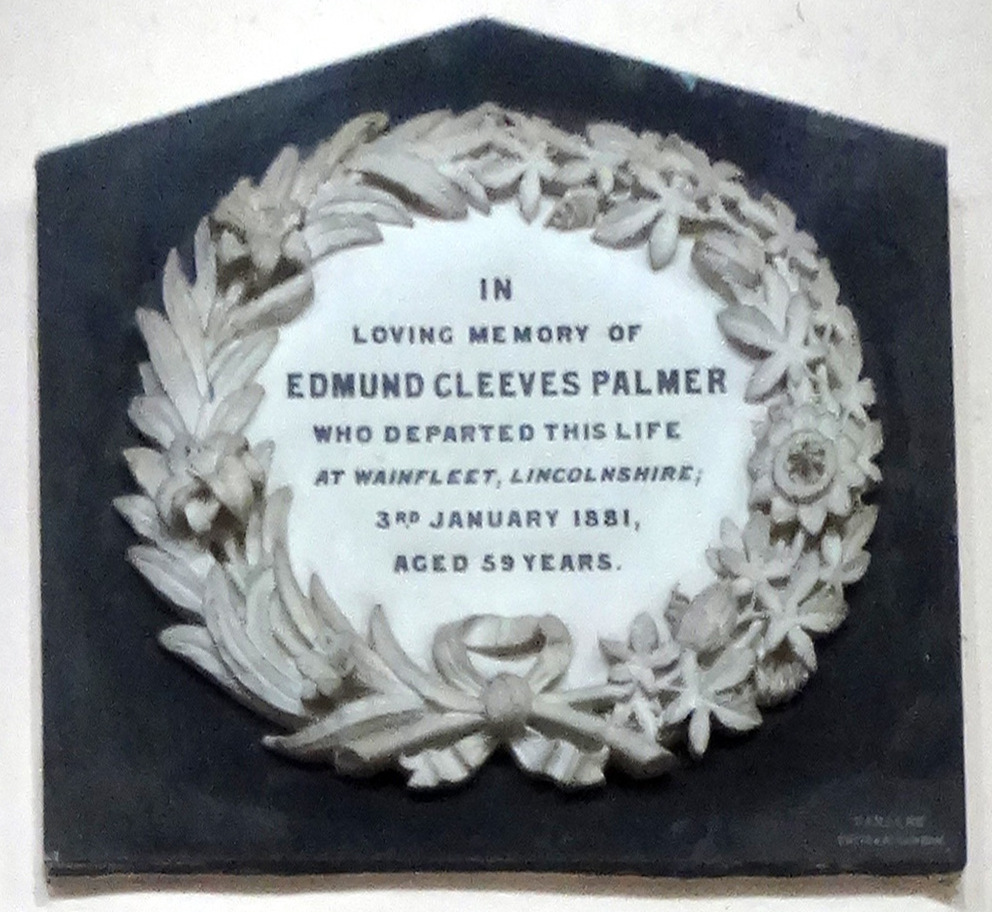 IN
LOVING MEMORY OF
EDMUND CLEEVES PALMER
WHO DEPARTED THIS LIFE
AT WAINFLEET, LINCOLNSHIRE;
3RD JANUARY 1881,
AGED 59 YEARS.